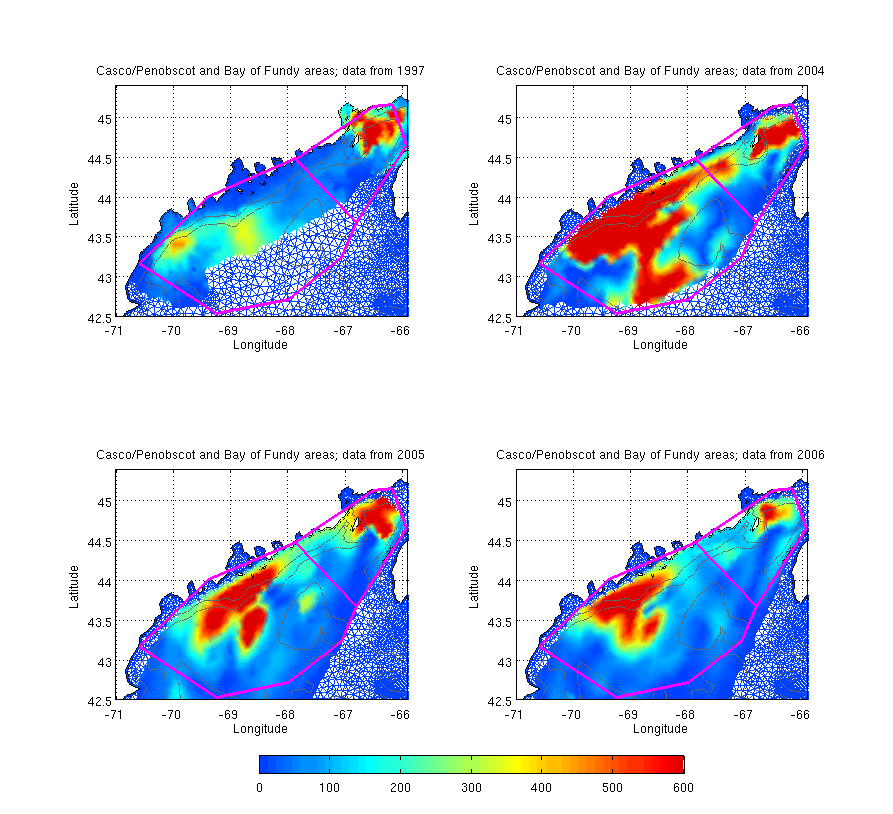 Casco/Penobscot and Bay of Fundy areas; data from 1997
45
44.5
44
43.5
43
42.5
Latitude
-71 -70 -69 -68 -67 -66
Longitude
Casco/Penobscot and Bay of Fundy areas; data from 2004
45
44.5
44
43.5
43
42.5
Latitude
-71 -70 -69 -68 -67 -66
Longitude
Casco/Penobscot and Bay of Fundy areas; data from 2005
45
44.5
44
43.5
43
42.5
Latitude
-71 -70 -69 -68 -67 -66
Longitude
Casco/Penobscot and Bay of Fundy areas; data from 2006
45
44.5
44
43.5
43
42.5
Latitude
-71 -70 -69 -68 -67 -66
Longitude
0 100 200 300 400 500 600